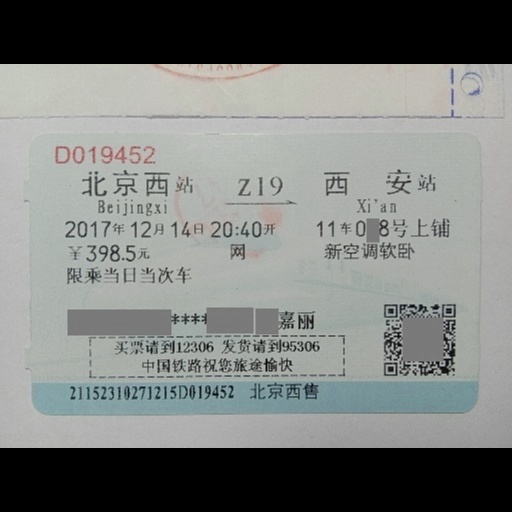 D019452
北京西站 Z19 西安站
Beijingxi Xi'an
2017年12月14日20:40开 11车0 8号上铺
￥398.5元 网 新空调软卧
限乘当日当次车
**** 嘉丽
买票请到12306 发货请到95306
中国铁路祝您旅途愉快
21152310271215D019452 北京西售